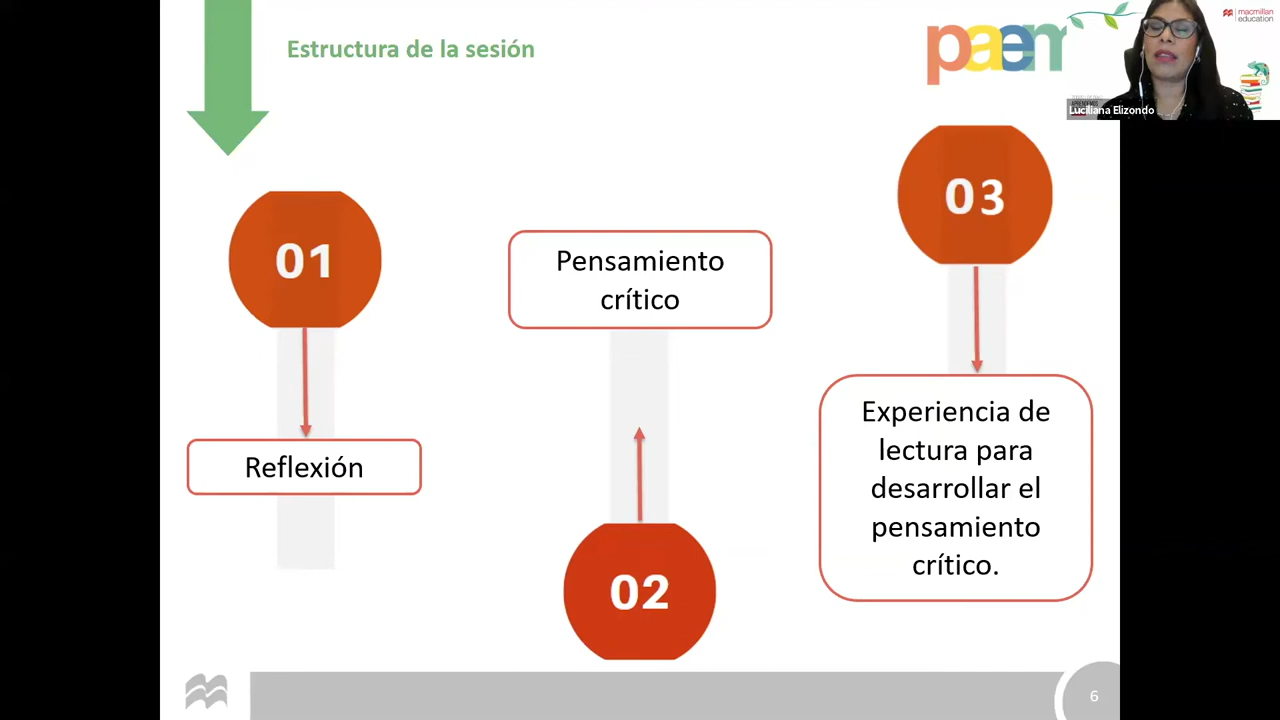 Estructura de la sesión
paem
macmillan
education
Luciliana Elizondo
01
Reflexión
Pensamiento
crítico
02
03
Experiencia de
lectura para
desarrollar el
pensamiento
crítico.
6